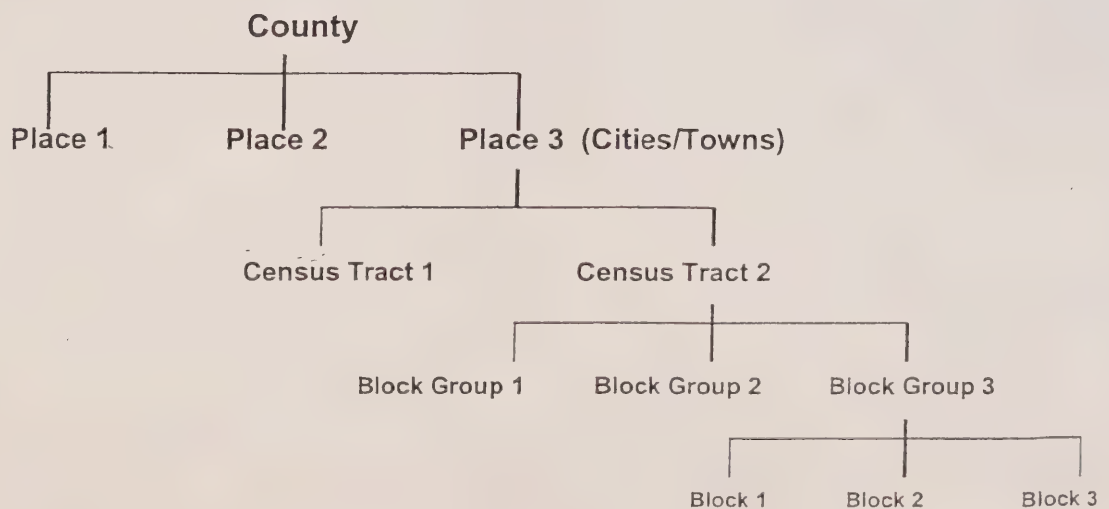 County
Place 1 Place 2 Place 3 (Cities/Towns)
Census Tract 1 Census Tract 2
Block Group 1 Block Group 2 Block Group 3
Block 1 Block 2 Block 3